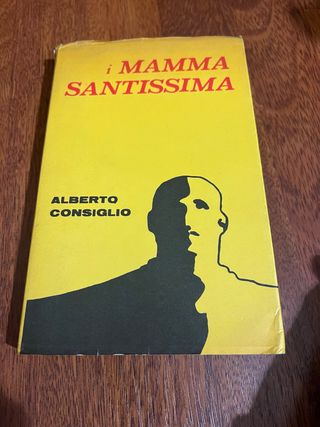 i MAMMA
SANTISSIMA
ALBERTO
CONSIGLIO